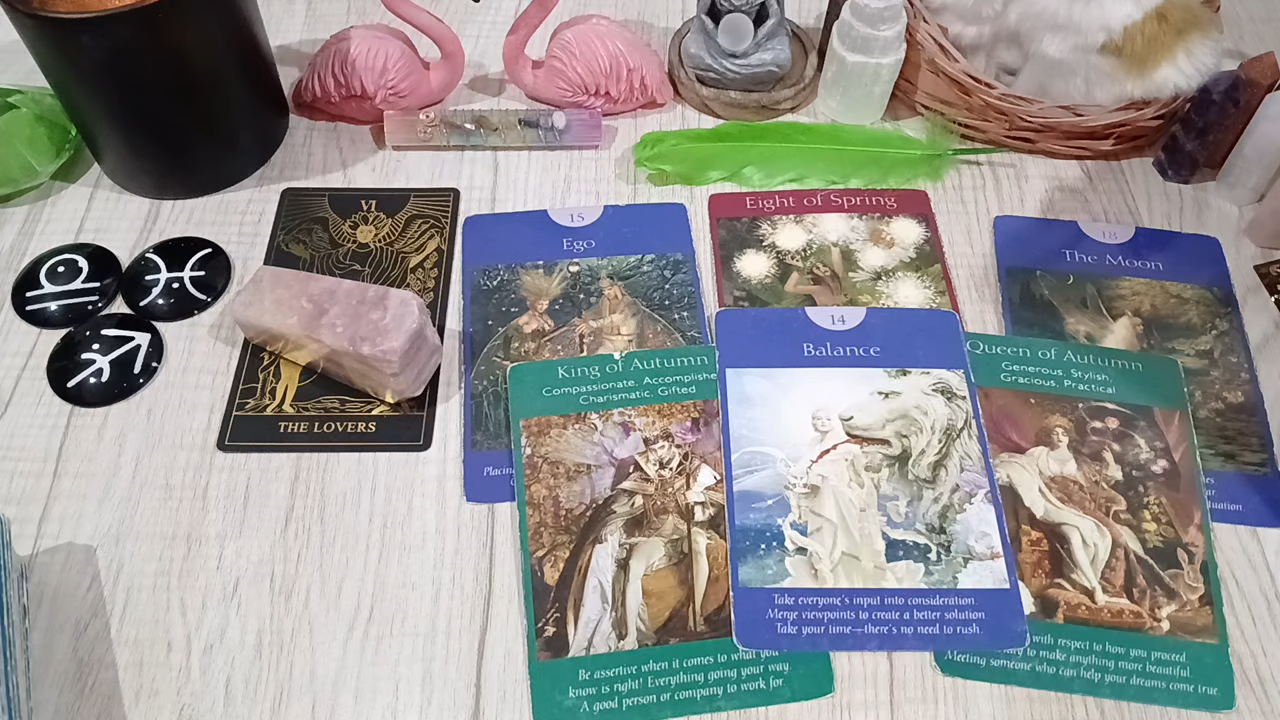 VI
THE LOVERS
15
Ego
Placing
Eight of Spring
18
The Moon
King of Autumn
Compassionate, Accomplishe
Charismatic, Gifted
Be assertive when it comes to what you
know is right! Everything going your way.
A good person or company to work for.
14
Balance
Take everyone's input into consideration.
Merge viewpoints to create a better solution.
Take your time—there's no need to rush.
Queen of Autumn
Generous, Stylish,
Gracious, Practical
with respect to how you proceed.
to make anything more beautiful.
Meeting someone who can help your dreams come true.